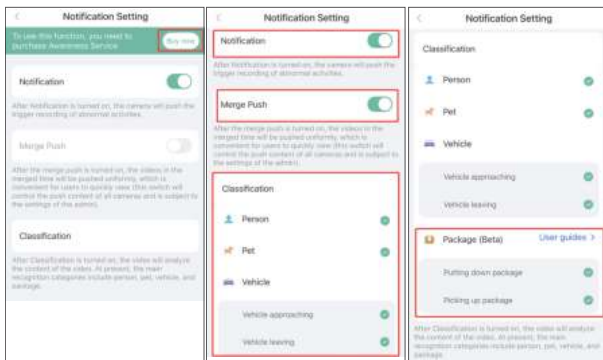 Notification Setting
To use this function, you need to
purchase Awareness Service
Buy now
Notification
After Notification is turned on, the camera will push the
trigger recording of abnormal activities.
Merge Push
After the merge push is turned on, the videos in the
merged time will be pushed uniformly, which is
convenient for users to quickly view (this switch will
control the push content of all cameras and is subject to
the settings of the admin).
Classification
After Classification is turned on, the video will analyze
the content of the video. At present, the main
recognition categories include person, pet, vehicle, and
package.
Notification Setting
Notification
After Notification is turned on, the camera will push the
trigger recording of abnormal activities.
Merge Push
After the merge push is turned on, the videos in the
merged time will be pushed uniformly, which is
convenient for users to quickly view (this switch will
control the push content of all cameras and is subject to
the settings of the admin).
Classification
Person
Pet
Vehicle
Vehicle approaching
Vehicle leaving
Notification Setting
Classification
Person
Pet
Vehicle
Vehicle approaching
Vehicle leaving
Package (Beta)
User guides >
Putting down package
Picking up package
After Classification is turned on, the video will analyze
the content of the video. At present, the main
recognition categories include person, pet, vehicle, and
package.